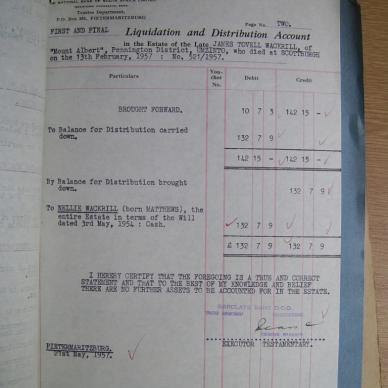 Trustee Department,
P.O. Box 381, PIETERMARITZBURG
Page No. TWO.
FIRST AND FINAL Liquidation and Distribution Account
in the Estate of the Late JAMES TOVELL WACKRILL, of
"Mount Albert", Pennington District, UMZINTO, who died at SCOTTBURGH
on the 13th February, 1957 : No. 521/1957.
Particulars Vou-cher No. Debit Credit
BROUGHT FORWARD. 10 7 3 142 15 -
To Balance for Distribution carried
down. 132 7 9
142 15 - 142 15 -
By Balance for Distribution brought
down. 132 7 9
To NELLIE WACKRILL (born MATTHEWS), the
entire Estate in terms of the Will
dated 3rd May, 1954 : Cash. 132 7 9
£ 132 7 9 132 7 9
I HEREBY CERTIFY THAT THE FOREGOING IS A TRUE AND CORRECT
STATEMENT AND THAT TO THE BEST OF MY KNOWLEDGE AND BELIEF
THERE ARE NO FURTHER ASSETS TO BE ACCOUNTED FOR IN THE ESTATE.
BARCLAYS BANK D.C.O.
PIETERMARITZBURG.
21st May, 1957.
EXECUTOR TESTAMENTARY.